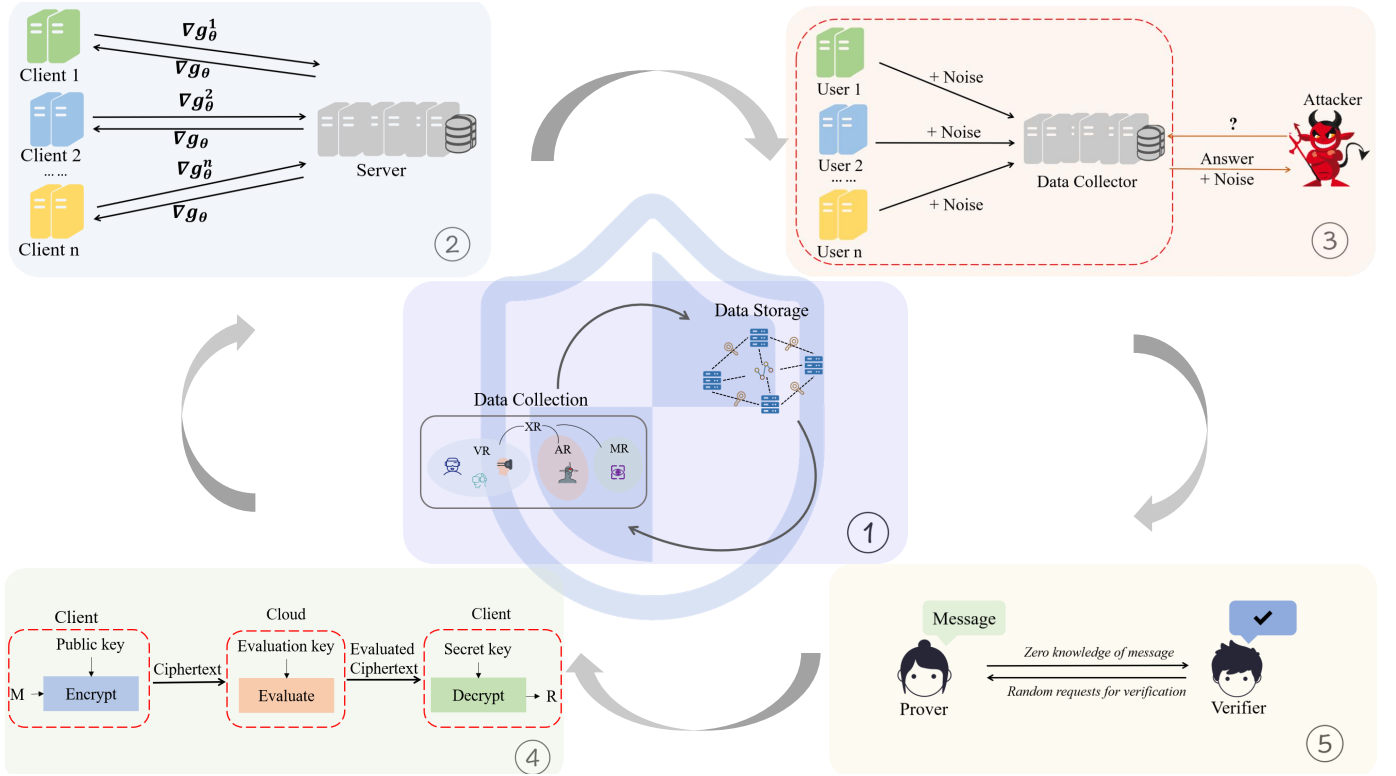 ∇g_θ^1
Client 1
∇g_θ
∇g_θ^2
Client 2
∇g_θ
... ...
∇g_θ^n
∇g_θ
Client n
Server
②
User 1
+ Noise
User 2
+ Noise
... ...
User n
+ Noise
Data Collector
Attacker
?
Answer
+ Noise
③
Data Storage
Data Collection
XR
VR
AR
MR
①
Client
Public key
M
Encrypt
Ciphertext
Cloud
Evaluation key
Evaluate
Evaluated
Ciphertext
Client
Secret key
Decrypt
R
④
Message
Prover
Zero knowledge of message
Random requests for verification
Verifier
⑤